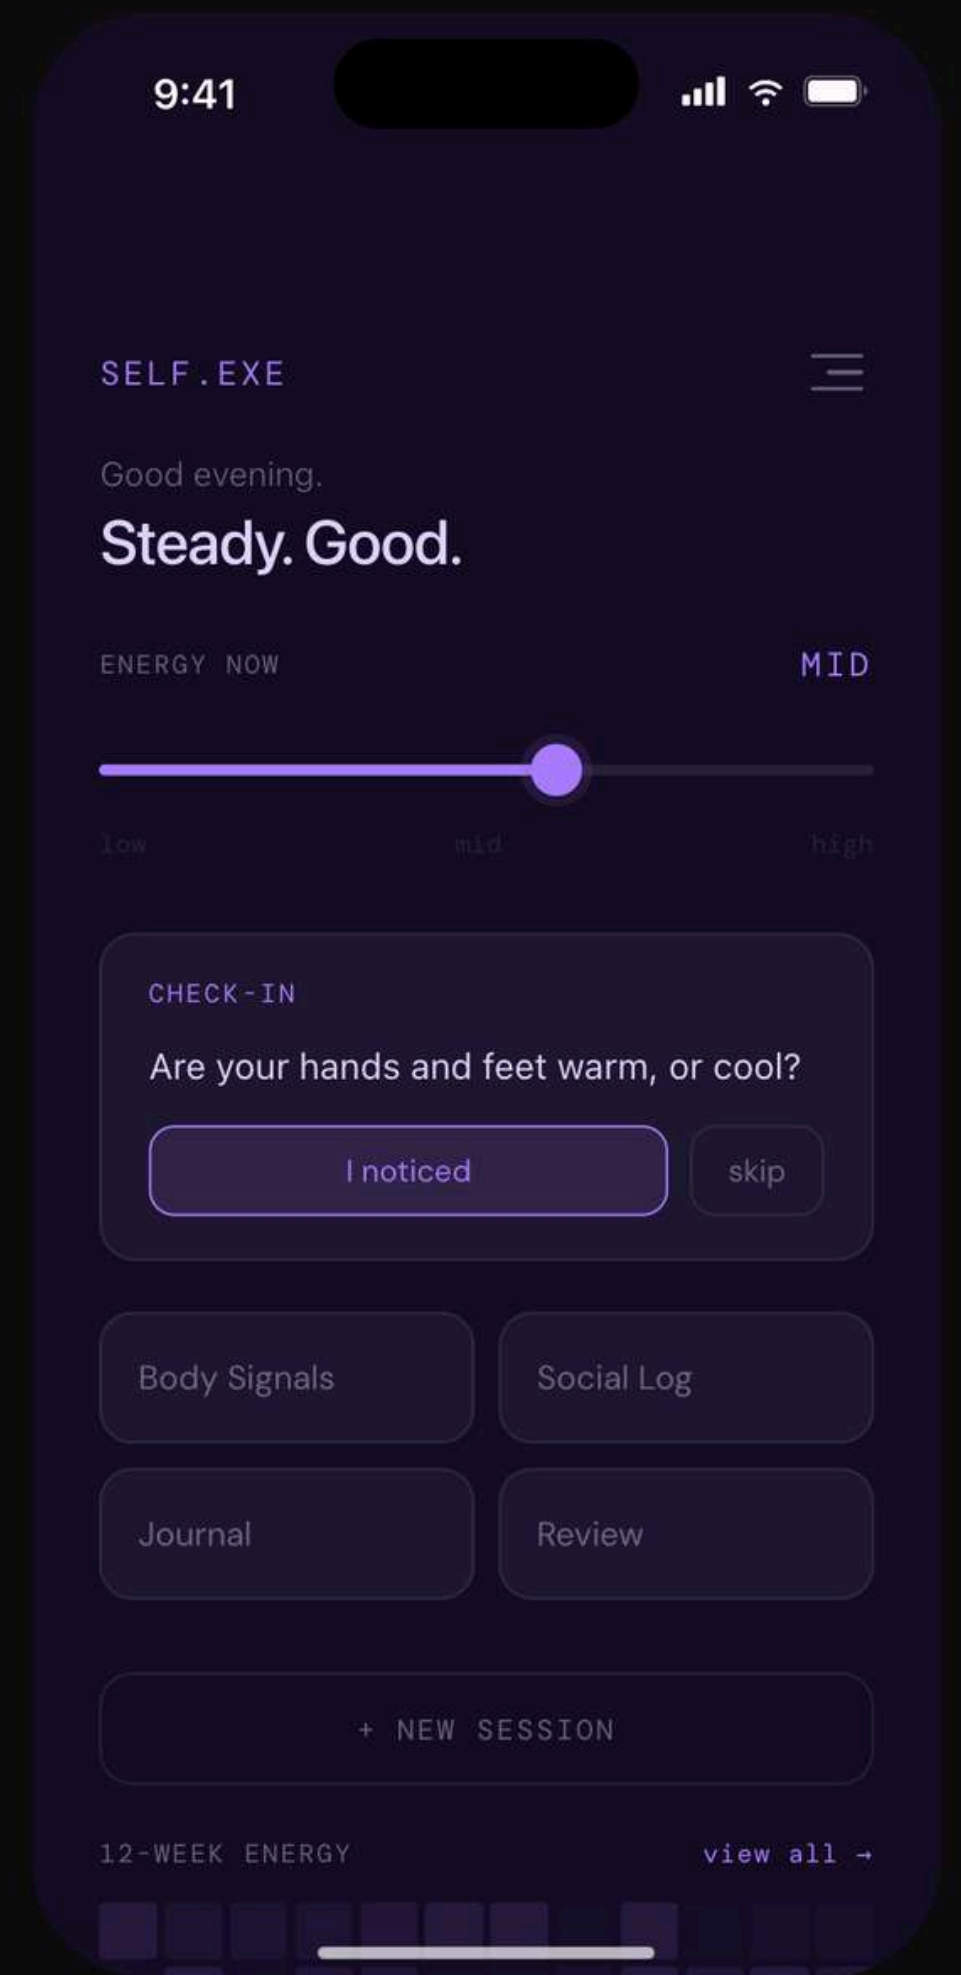 9:41
SELF.EXE
Good evening.
Steady. Good.
ENERGY NOW MID
low mid high
CHECK-IN
Are your hands and feet warm, or cool?
I noticed skip
Body Signals Social Log
Journal Review
+ NEW SESSION
12-WEEK ENERGY view all →